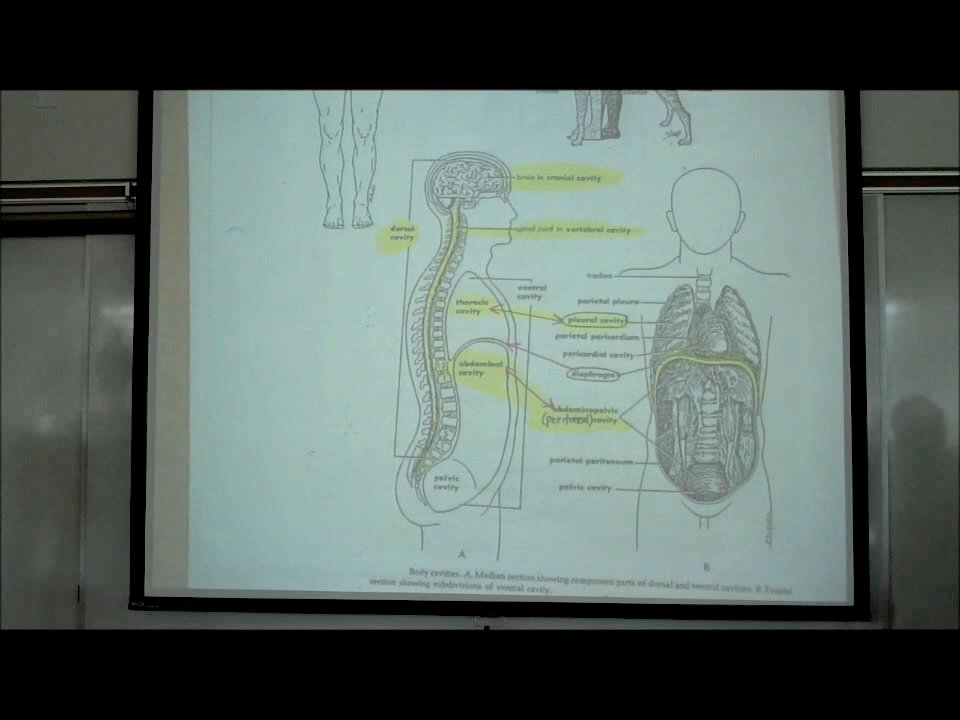 brain in cranial cavity
dorsal
cavity
spinal cord in vertebral cavity
trachea
ventral
cavity
thoracic
cavity
parietal pleura
pleural cavity
parietal pericardium
pericardial cavity
abdominal
cavity
diaphragm
abdominopelvic
(peritoneal) cavity
parietal peritoneum
pelvic
cavity
pelvic cavity
A
B
Body cavities. A, Median section showing component parts of dorsal and ventral cavities. B, Frontal
section showing subdivisions of ventral cavity.